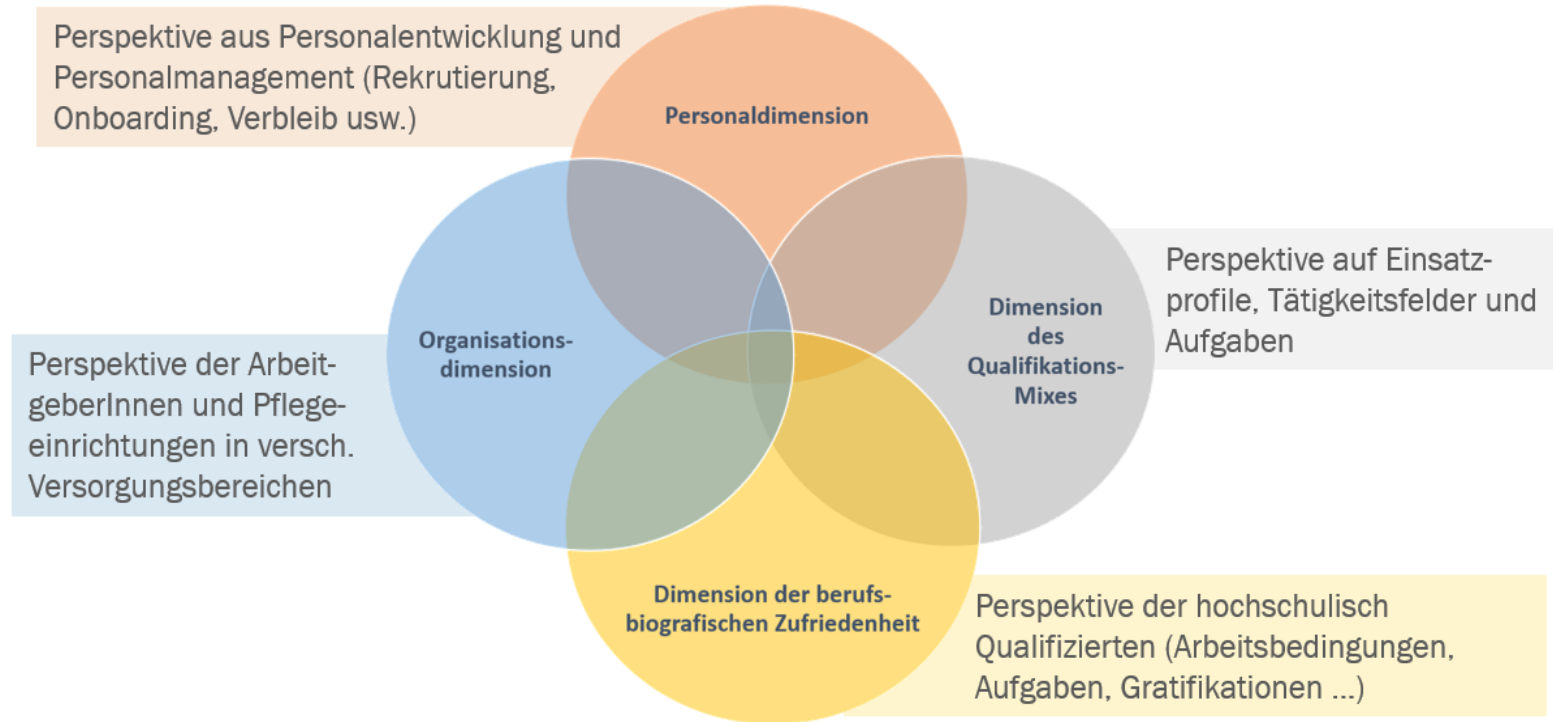 Perspektive aus Personalentwicklung und
Personalmanagement (Rekrutierung,
Onboarding, Verbleib usw.)
Personaldimension
Perspektive auf Einsatz-
profile, Tätigkeitsfelder und
Aufgaben
Dimension
des
Qualifikations-
Mixes
Organisations-
dimension
Perspektive der Arbeit-
geberInnen und Pflege-
einrichtungen in versch.
Versorgungsbereichen
Dimension der berufs-
biografischen Zufriedenheit
Perspektive der hochschulisch
Qualifizierten (Arbeitsbedingungen,
Aufgaben, Gratifikationen ...)